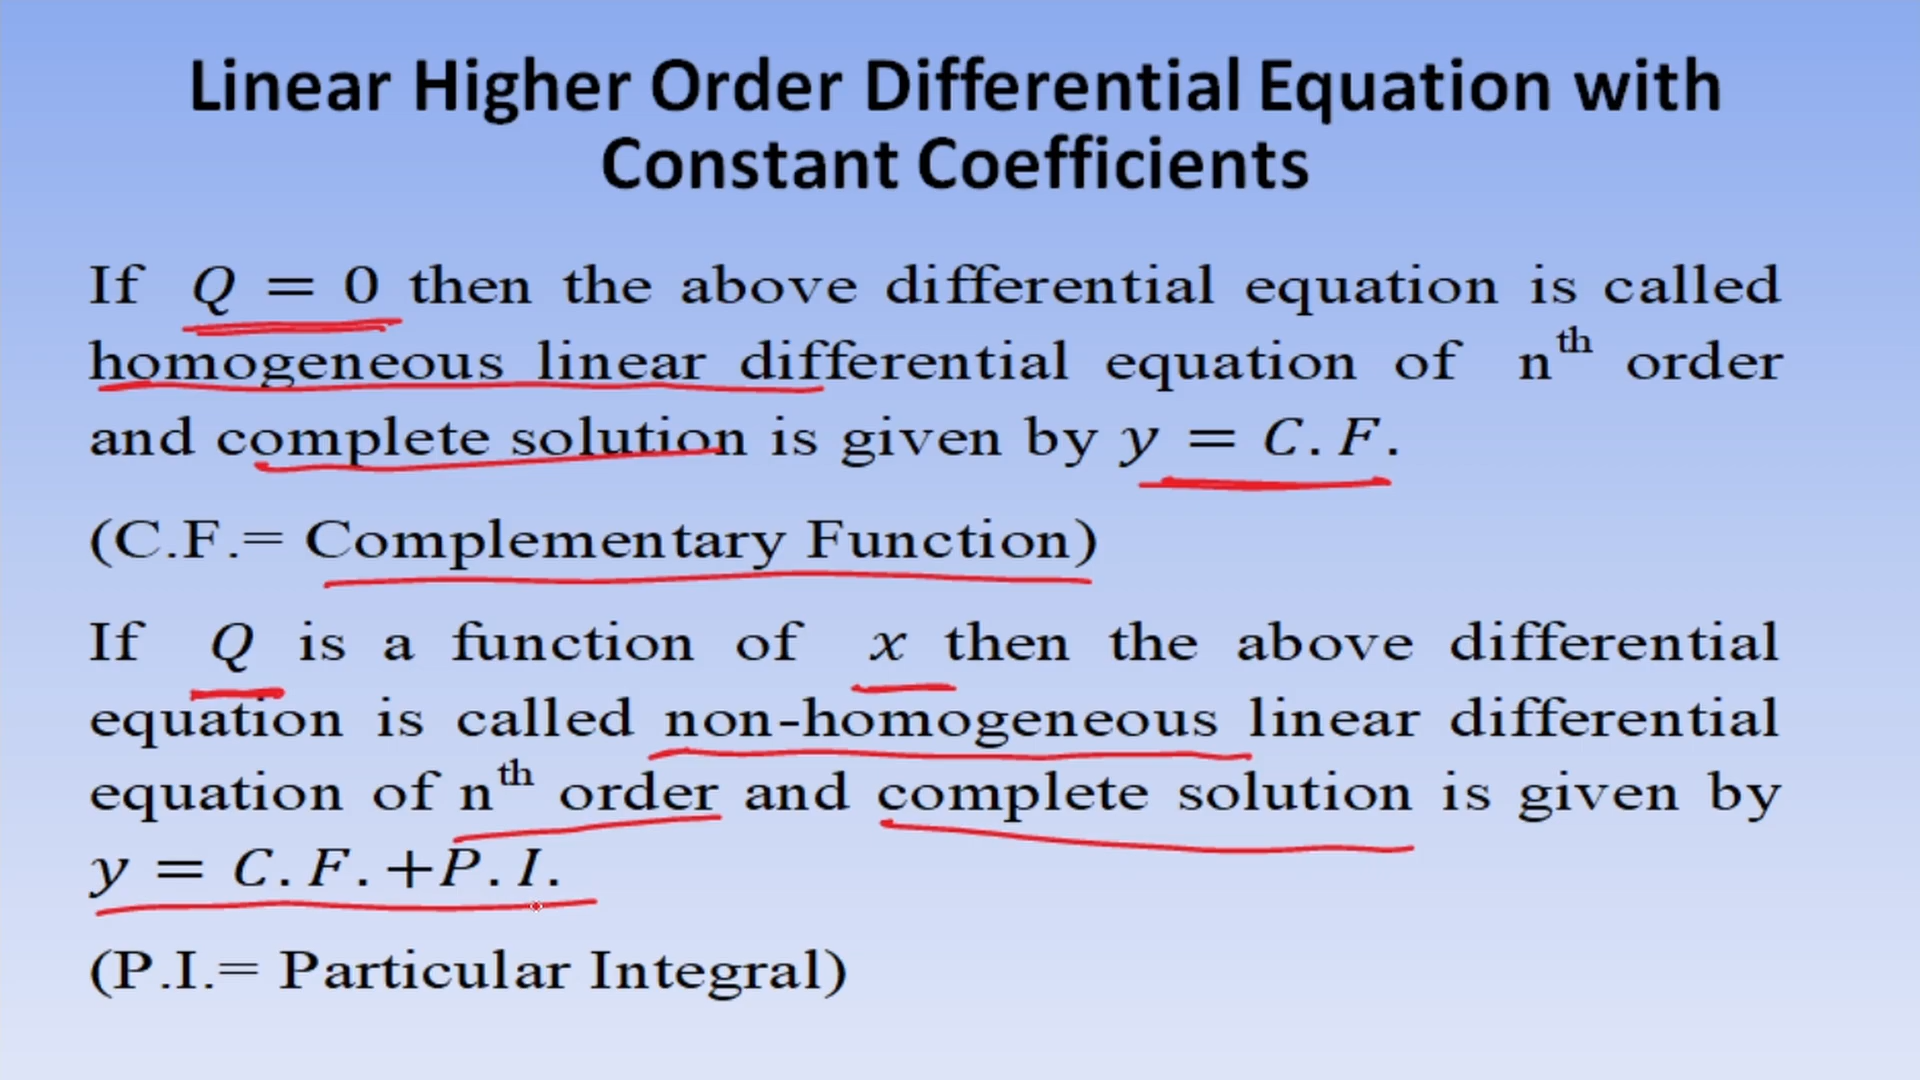 Linear Higher Order Differential Equation with
Constant Coefficients
If Q = 0 then the above differential equation is called
homogeneous linear differential equation of nth order
and complete solution is given by y = C.F.
(C.F.= Complementary Function)
If Q is a function of x then the above differential
equation is called non-homogeneous linear differential
equation of nth order and complete solution is given by
y = C.F.+P.I.
(P.I.= Particular Integral)